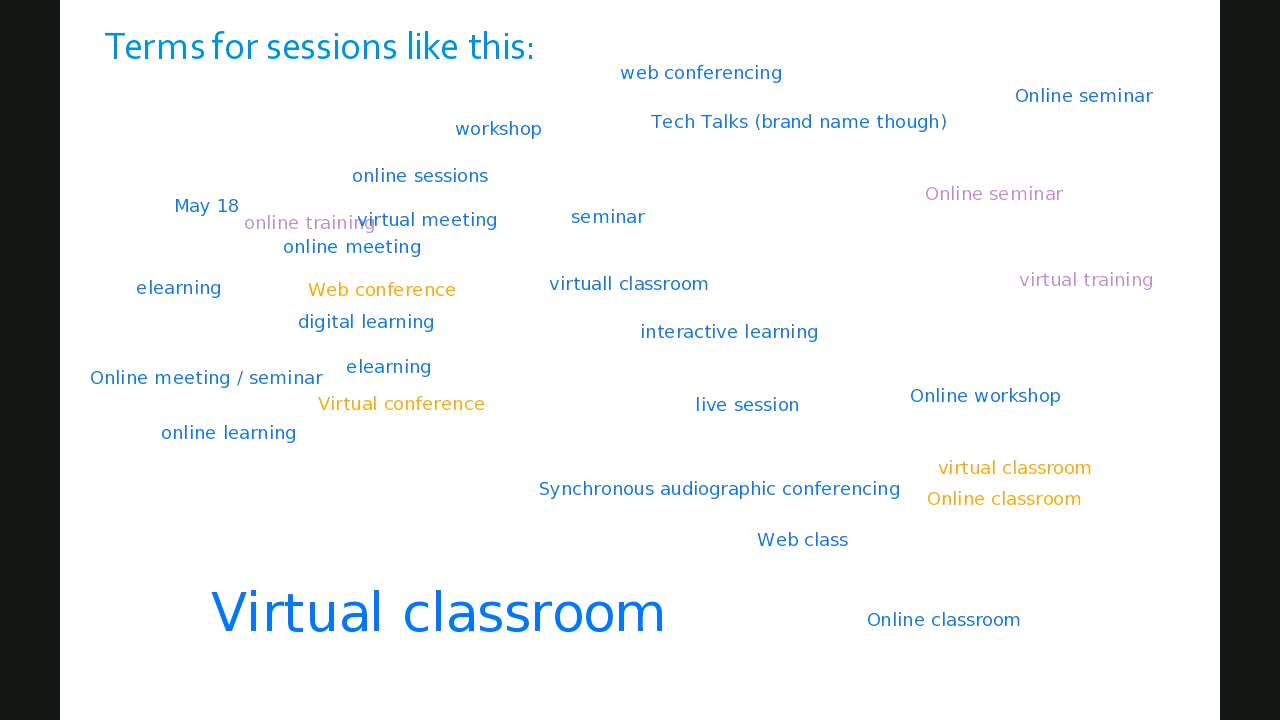 Terms for sessions like this:
web conferencing
Online seminar
Tech Talks (brand name though)
workshop
online sessions
Online seminar
May 18
online training
virtual meeting
seminar
online meeting
virtual training
elearning
Web conference
virtuall classroom
digital learning
interactive learning
elearning
Online meeting / seminar
Online workshop
Virtual conference
live session
online learning
virtual classroom
Synchronous audiographic conferencing
Online classroom
Web class
Virtual classroom
Online classroom